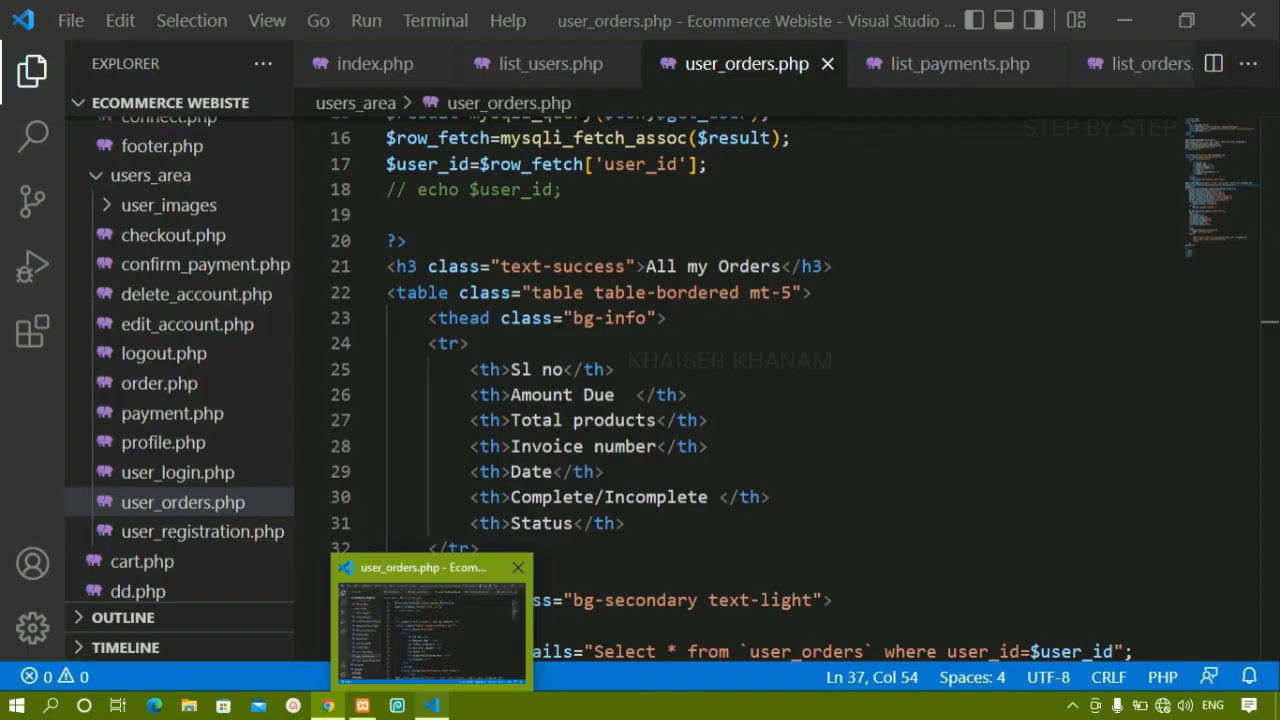 File Edit Selection View Go Run Terminal Help user_orders.php - Ecommerce Webiste - Visual Studio ...
EXPLORER ...
index.php list_users.php user_orders.php list_payments.php list_orders.
ECOMMERCE WEBISTE
users_area > user_orders.php
connect.php
footer.php
users_area
user_images
checkout.php
confirm_payment.php
delete_account.php
edit_account.php
logout.php
order.php
payment.php
profile.php
user_login.php
user_orders.php
user_registration.php
cart.php
dd.php
OUTLINE
TIMELINE
STEP BY STEP
16 $row_fetch=mysqli_fetch_assoc($result);
17 $user_id=$row_fetch['user_id'];
18 // echo $user_id;
19
20 ?>
21 <h3 class="text-success">All my Orders</h3>
22 <table class="table table-bordered mt-5">
23 <thead class="bg-info">
24 <tr>
KHAISER KHANAM
25 <th>Sl no</th>
26 <th>Amount Due  </th>
27 <th>Total products</th>
28 <th>Invoice number</th>
29 <th>Date</th>
30 <th>Complete/Incomplete </th>
31 <th>Status</th>
32 </tr>
user_orders.php - Ecom...
ss="bg-secondary text-light">
ails="Select * from `user_orders` where user_id=$user_id";
0 0 Ln 37, Col 54 Spaces: 4 UTF-8 CRLF PHP
ENG